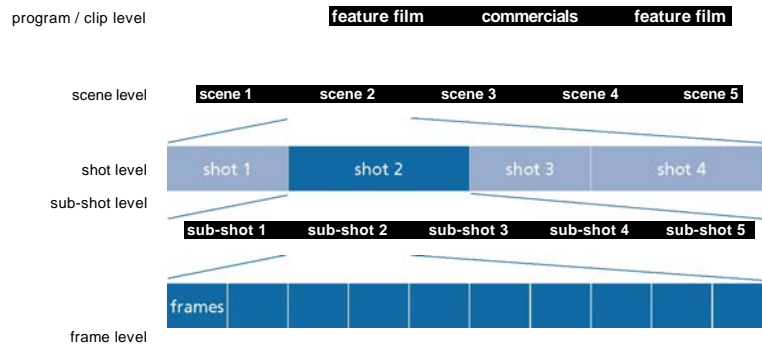 program / clip level feature film commercials feature film
scene level scene 1 scene 2 scene 3 scene 4 scene 5
shot level shot 1 shot 2 shot 3 shot 4
sub-shot level
sub-shot 1 sub-shot 2 sub-shot 3 sub-shot 4 sub-shot 5
frames
frame level